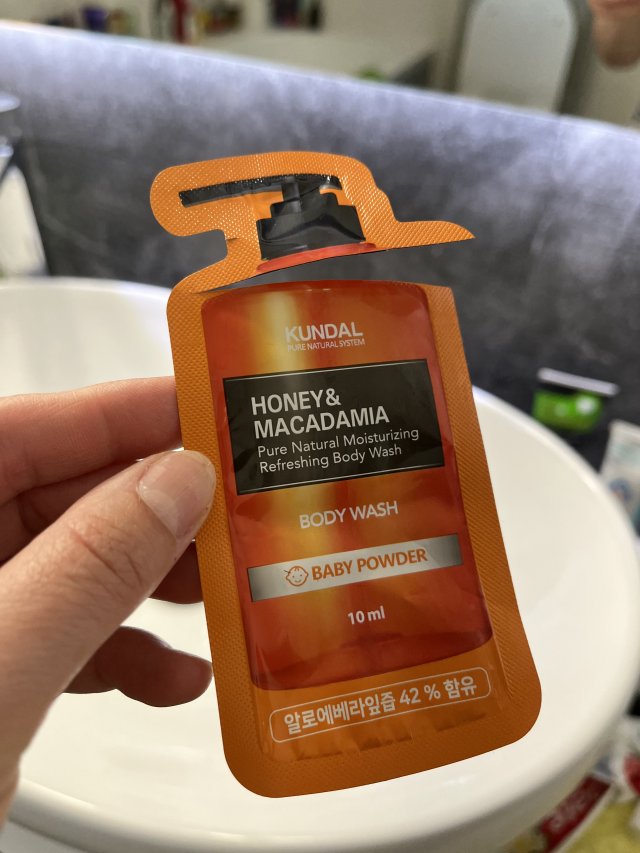 KUNDAL
PURE NATURAL SYSTEM
HONEY&
MACADAMIA
Pure Natural Moisturizing
Refreshing Body Wash
BODY WASH
BABY POWDER
10 ml
알로에베라잎즙 42 % 함유